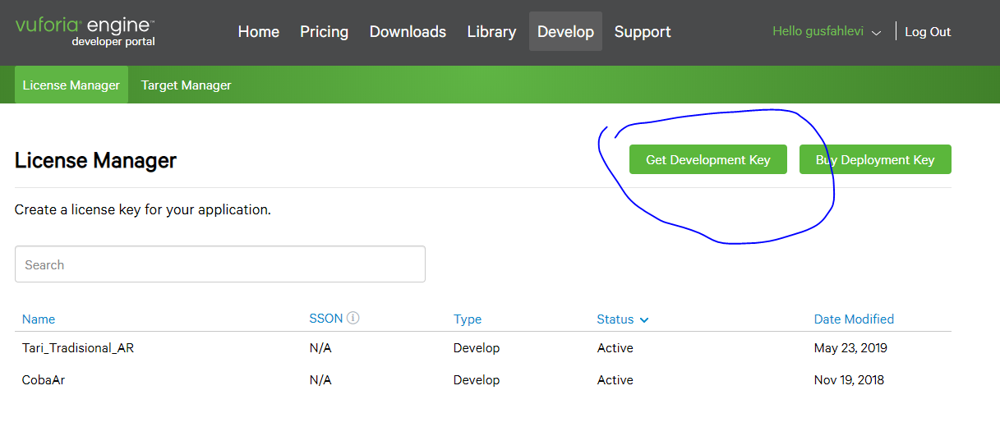 vuforia® engine™
developer portal
Home Pricing Downloads Library Develop Support
Hello gusfahlevi Log Out
License Manager Target Manager
License Manager
Get Development Key Buy Deployment Key
Create a license key for your application.
Search
Name SSON Type Status Date Modified
Tari_Tradisional_AR N/A Develop Active May 23, 2019
CobaAr N/A Develop Active Nov 19, 2018